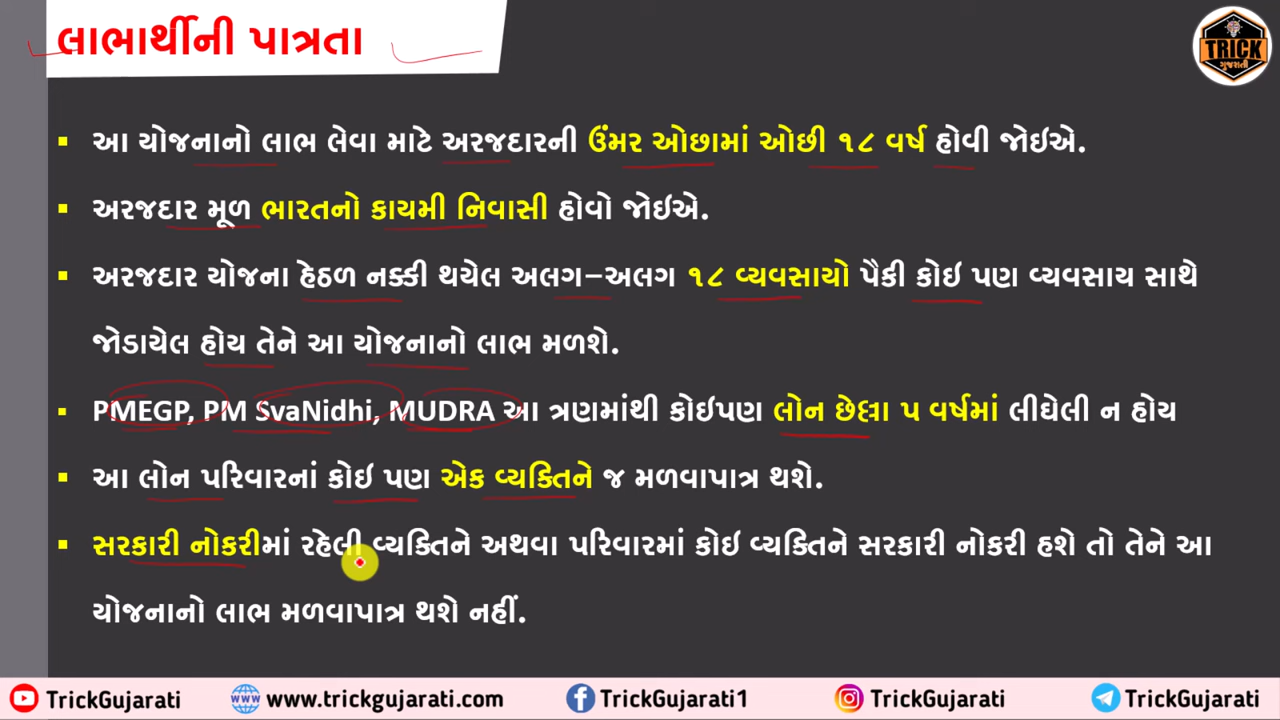 લાભાર્થીની પાત્રતા
TRICK
ગુજરાતી
▪ આ યોજનાનો લાભ લેવા માટે અરજદારની ઉંમર ઓછામાં ઓછી ૧૮ વર્ષ હોવી જોઇએ.
▪ અરજદાર મૂળ ભારતનો કાયમી નિવાસી હોવો જોઇએ.
▪ અરજદાર યોજના હેઠળ નક્કી થયેલ અલગ-અલગ ૧૮ વ્યવસાયો પૈકી કોઇ પણ વ્યવસાય સાથે
જોડાયેલ હોય તેને આ યોજનાનો લાભ મળશે.
▪ PMEGP, PM SvaNidhi, MUDRA આ ત્રણમાંથી કોઇપણ લોન છેલ્લા ૫ વર્ષમાં લીધેલી ન હોય
▪ આ લોન પરિવારનાં કોઇ પણ એક વ્યક્તિને જ મળવાપાત્ર થશે.
▪ સરકારી નોકરીમાં રહેલી વ્યક્તિને અથવા પરિવારમાં કોઇ વ્યક્તિને સરકારી નોકરી હશે તો તેને આ
યોજનાનો લાભ મળવાપાત્ર થશે નહીં.
TrickGujarati www.trickgujarati.com TrickGujarati1 TrickGujarati TrickGujarati